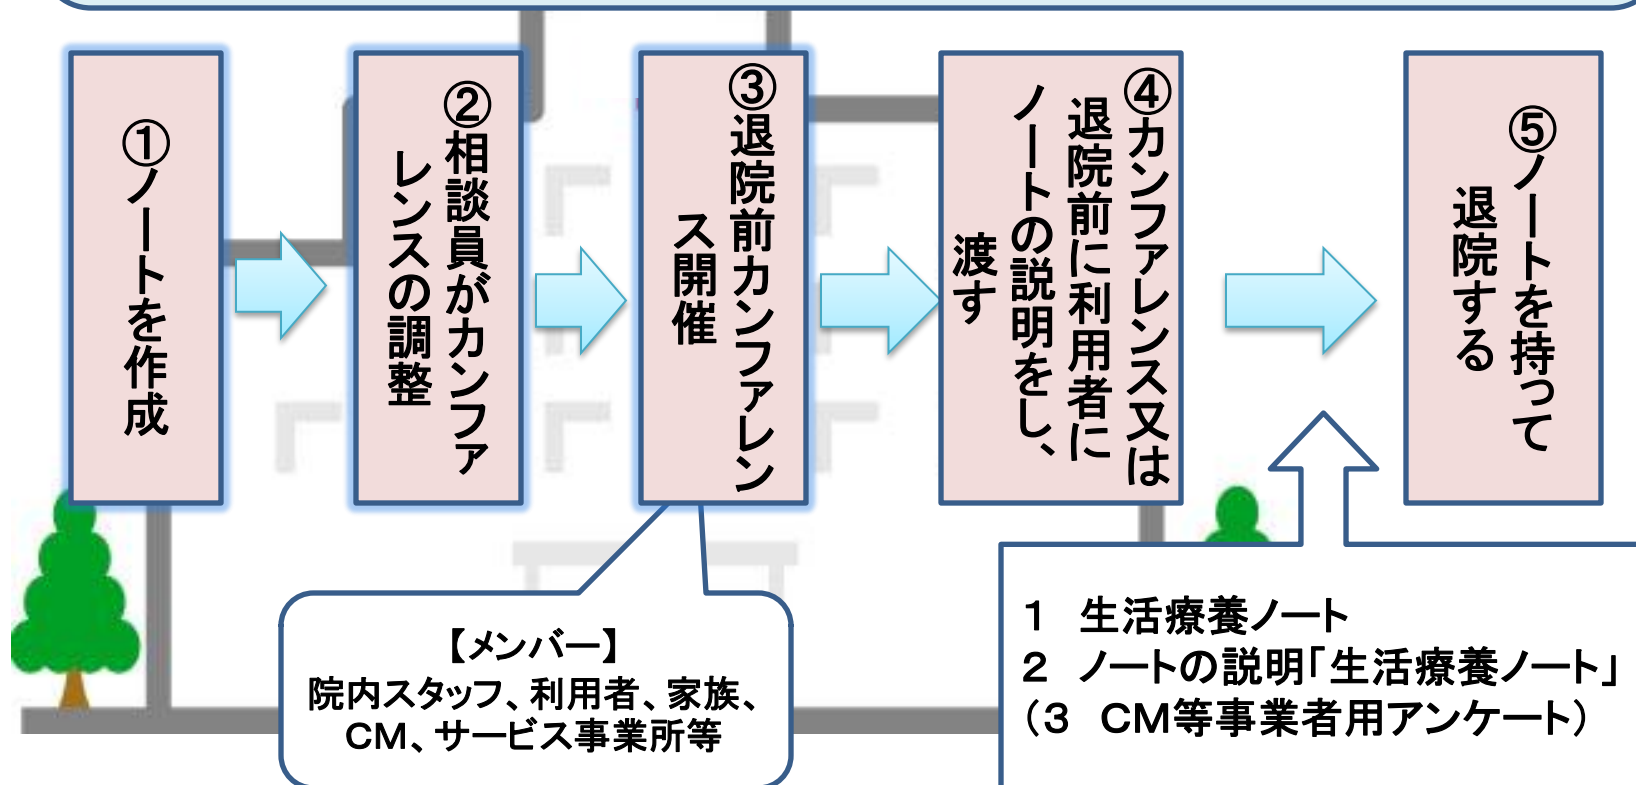 ①ノートを作成
②相談員がカンファ
レンスの調整
③退院前カンファレン
ス開催
④カンファレンス又は
退院前に利用者に
ノートの説明をし、
渡す
⑤ノートを持って
退院する
【メンバー】
院内スタッフ、利用者、家族、
ＣＭ、サービス事業所等
１　生活療養ノート
２　ノートの説明「生活療養ノート」
（３　ＣＭ等事業者用アンケート）